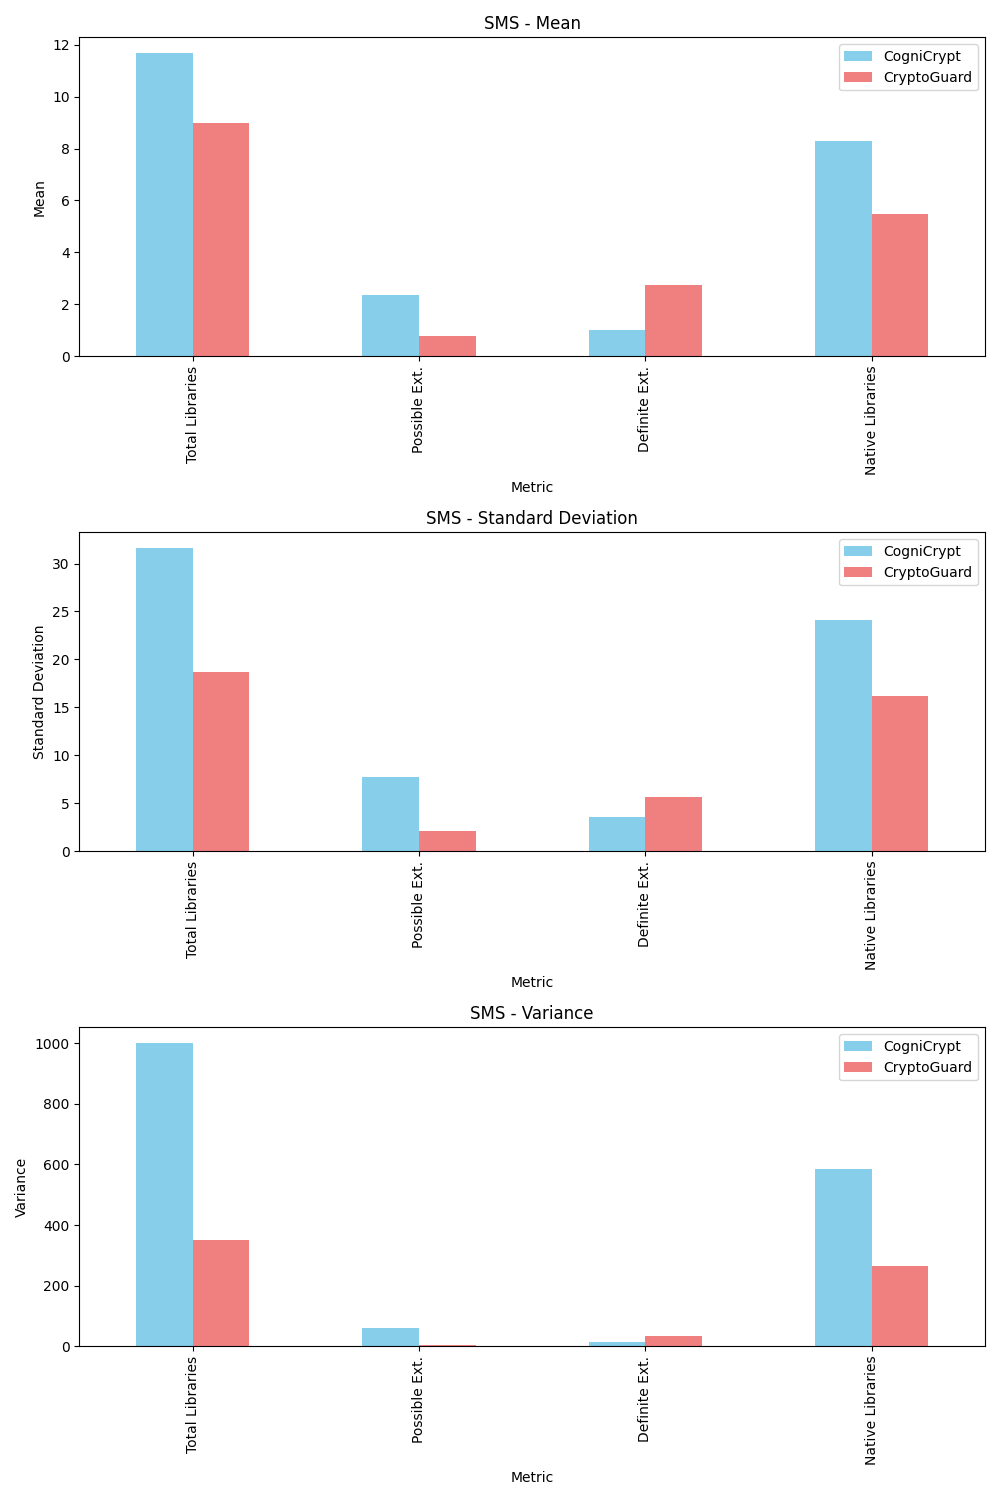 SMS - Mean
12
10
8
6
4
2
0
Mean
CogniCrypt
CryptoGuard
Total Libraries
Possible Ext.
Definite Ext.
Native Libraries
Metric
SMS - Standard Deviation
30
25
20
15
10
5
0
Standard Deviation
CogniCrypt
CryptoGuard
Total Libraries
Possible Ext.
Definite Ext.
Native Libraries
Metric
SMS - Variance
1000
800
600
400
200
0
Variance
CogniCrypt
CryptoGuard
Total Libraries
Possible Ext.
Definite Ext.
Native Libraries
Metric